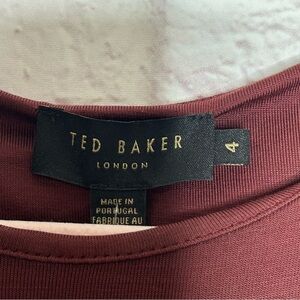 TED BAKER
LONDON
4
MADE IN
PORTUGAL
FABRIQUE AU